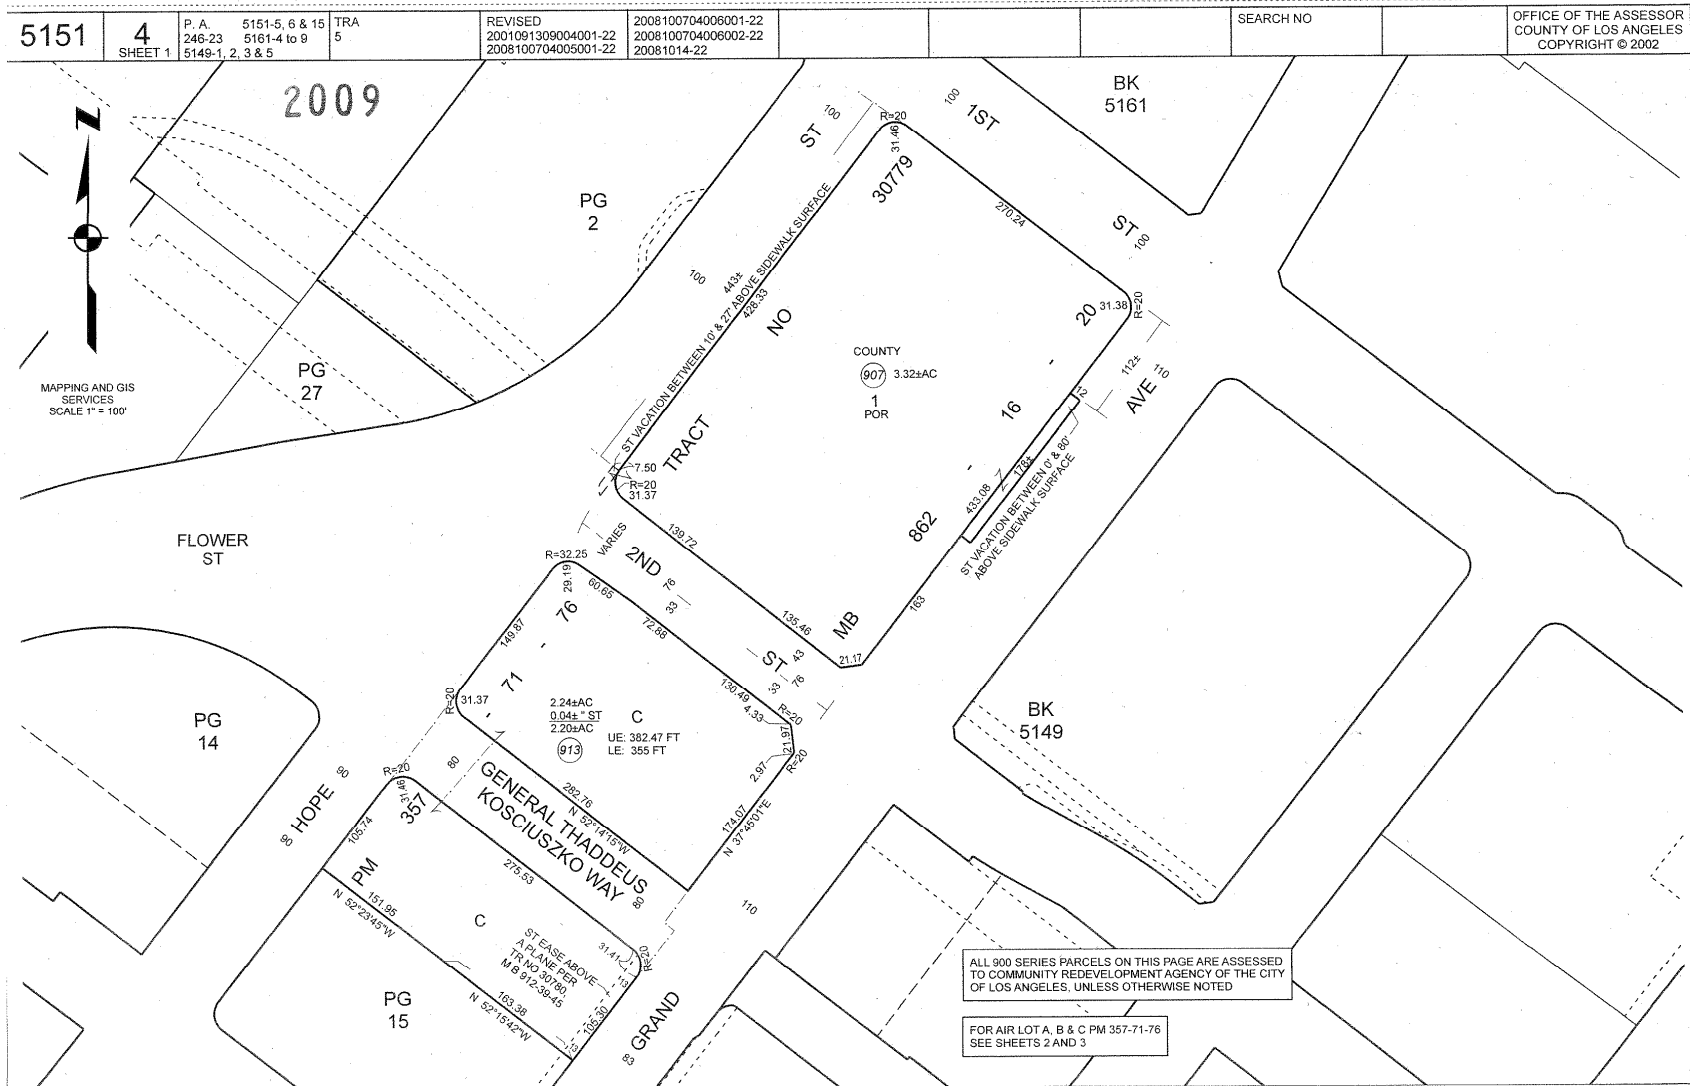 5151
4
SHEET 1
P. A. 5151-5, 6 & 15
246-23 5161-4 to 9
5149-1, 2, 3 & 5
TRA
5
REVISED
2001091309004001-22
2008100704005001-22
2008100704006001-22
2008100704006002-22
20081014-22
SEARCH NO
OFFICE OF THE ASSESSOR
COUNTY OF LOS ANGELES
COPYRIGHT © 2002
2009
MAPPING AND GIS
SERVICES
SCALE 1" = 100'
PG
2
PG
27
BK
5161
1ST
ST
100
100
ST
100
100
R=20
31.46
30779
270.24
ST VACATION BETWEEN 10' & 27' ABOVE SIDEWALK SURFACE
443±
428.33
NO
TRACT
COUNTY
907 3.32±AC
1
POR
20
31.38
R=20
112±
110
AVE
12
16
-
-
178±
433.08
ST VACATION BETWEEN 0' & 80'
ABOVE SIDEWALK SURFACE
862
163
MB
21.17
7.50
R=20
31.37
139.72
135.46
FLOWER
ST
VARIES
2ND
ST
76
33
43
33
76
R=32.25
29.19
60.65
72.88
130.49
4.33
R=20
21.97
R=20
2.97
76
-
71
-
149.87
R=20
31.37
2.24±AC
0.04± " ST
2.20±AC
913
C
UE: 382.47 FT
LE: 355 FT
174.07
N 37°45'01"E
282.76
N 52°14'15"W
80
GENERAL THADDEUS
KOSCIUSZKO WAY
80
PG
14
HOPE
90
90
R=20
31.46
357
105.74
PM
275.53
151.95
N 52°23'45"W
C
ST EASE ABOVE
A PLANE PER
TR NO 30780,
M B 912-39-45
31.41
R=20
13
163.38
N 52°15'42"W
105.30
13
PG
15
GRAND
110
83
BK
5149
ALL 900 SERIES PARCELS ON THIS PAGE ARE ASSESSED
TO COMMUNITY REDEVELOPMENT AGENCY OF THE CITY
OF LOS ANGELES, UNLESS OTHERWISE NOTED
FOR AIR LOT A, B & C PM 357-71-76
SEE SHEETS 2 AND 3